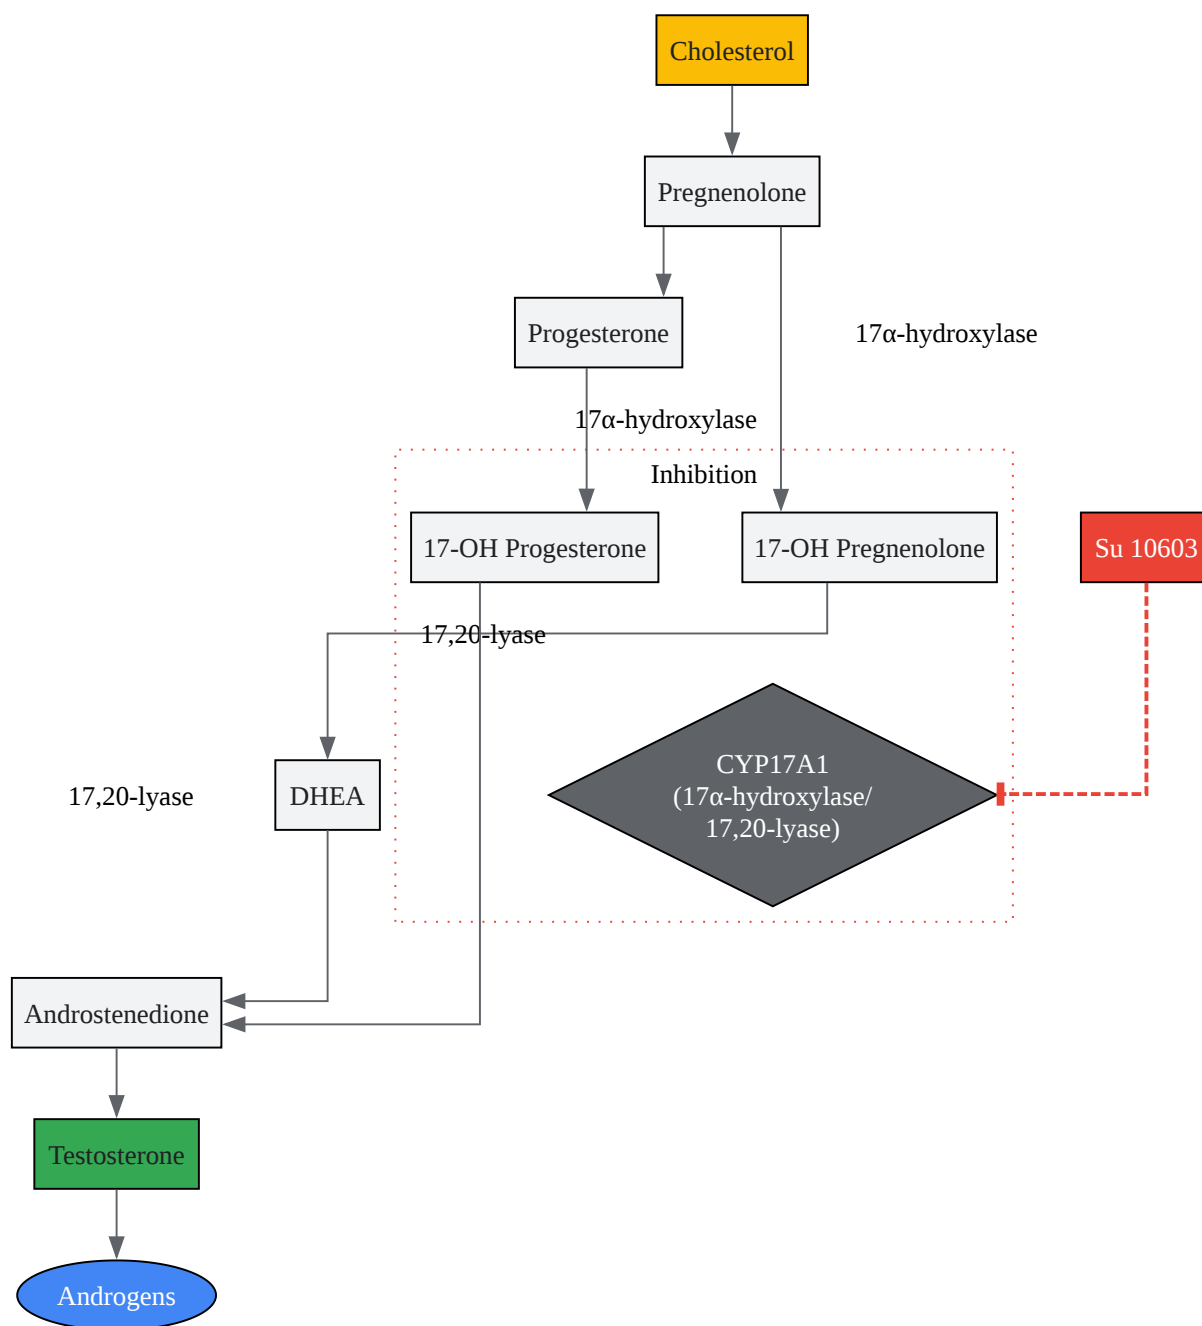 Cholesterol
Pregnenolone
Progesterone
17α-hydroxylase
17α-hydroxylase
Inhibition
17-OH Progesterone
17-OH Pregnenolone
Su 10603
17,20-lyase
CYP17A1
(17α-hydroxylase/
17,20-lyase)
17,20-lyase
DHEA
Androstenedione
Testosterone
Androgens